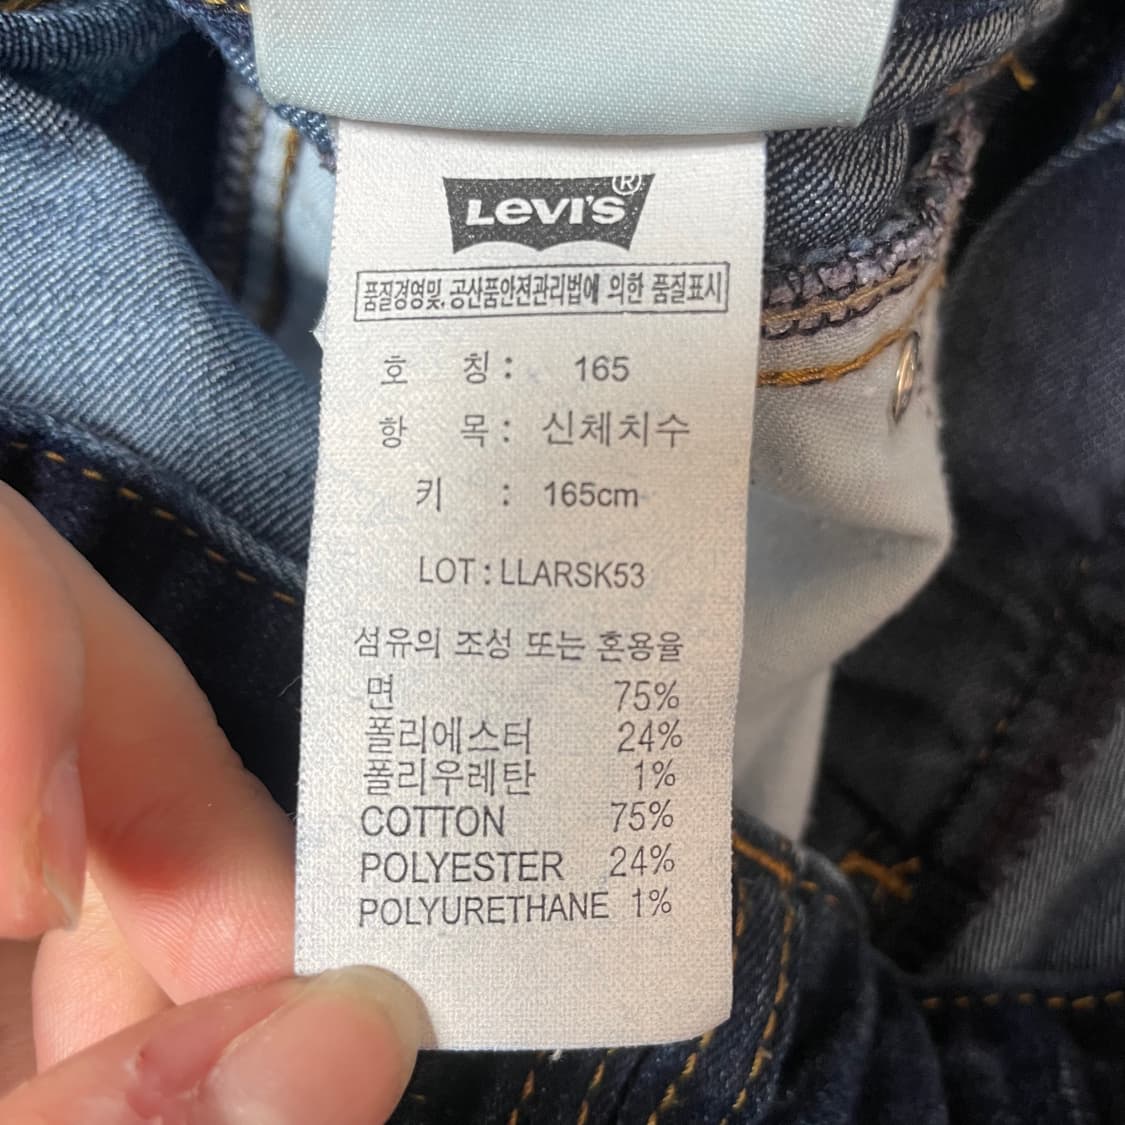 LEVI'S®
품질경영및, 공산품안전관리법에 의한 품질표시
호 칭 : 165
항 목 : 신체치수
키 : 165cm
LOT : LLARSK53
섬유의 조성 또는 혼용율
면 75%
폴리에스터 24%
폴리우레탄 1%
COTTON 75%
POLYESTER 24%
POLYURETHANE 1%